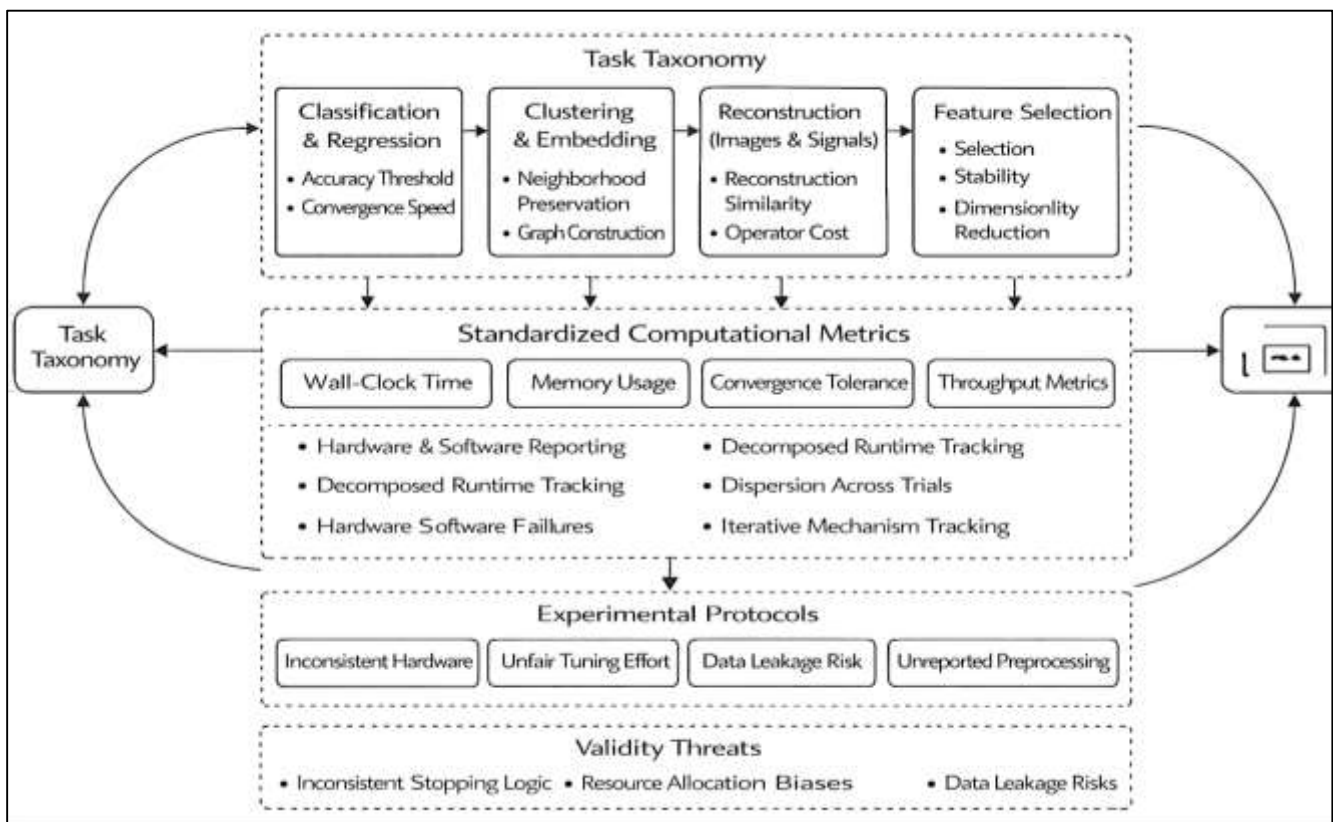 Task Taxonomy
Classification
& Regression
• Accuracy Threshold
• Convergence Speed
Clustering
& Embedding
• Neighborhood
Preservation
• Graph Construction
Reconstruction
(Images & Signals)
• Reconstruction
Similarity
• Operator Cost
Feature Selection
• Selection
• Stability
• Dimensionlity
Reduction
Task
Taxonomy
Standardized Computational Metrics
Wall-Clock Time
Memory Usage
Convergence Tolerance
Throughput Metrics
• Hardware & Software Reporting
• Decomposed Runtime Tracking
• Hardware Software Faillures
• Decomposed Runtime Tracking
• Dispersion Across Trials
• Iterative Mechanism Tracking
Experimental Protocols
Inconsistent Hardware
Unfair Tuning Effort
Data Leakage Risk
Unreported Preprocessing
Validity Threats
• Inconsistent Stopping Logic • Resource Allocation Biases • Data Leakage Risks